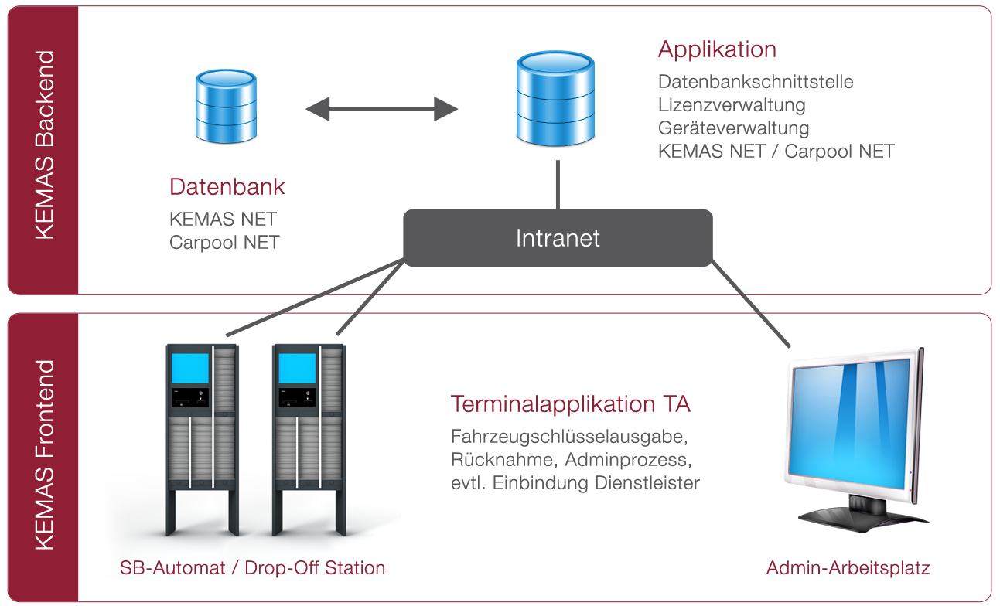 KEMAS Backend
Applikation
Datenbankschnittstelle
Lizenzverwaltung
Geräteverwaltung
KEMAS NET / Carpool NET
Datenbank
KEMAS NET
Carpool NET
Intranet
KEMAS Frontend
Terminalapplikation TA
Fahrzeugschlüsselausgabe,
Rücknahme, Adminprozess,
evtl. Einbindung Dienstleister
SB-Automat / Drop-Off Station
Admin-Arbeitsplatz